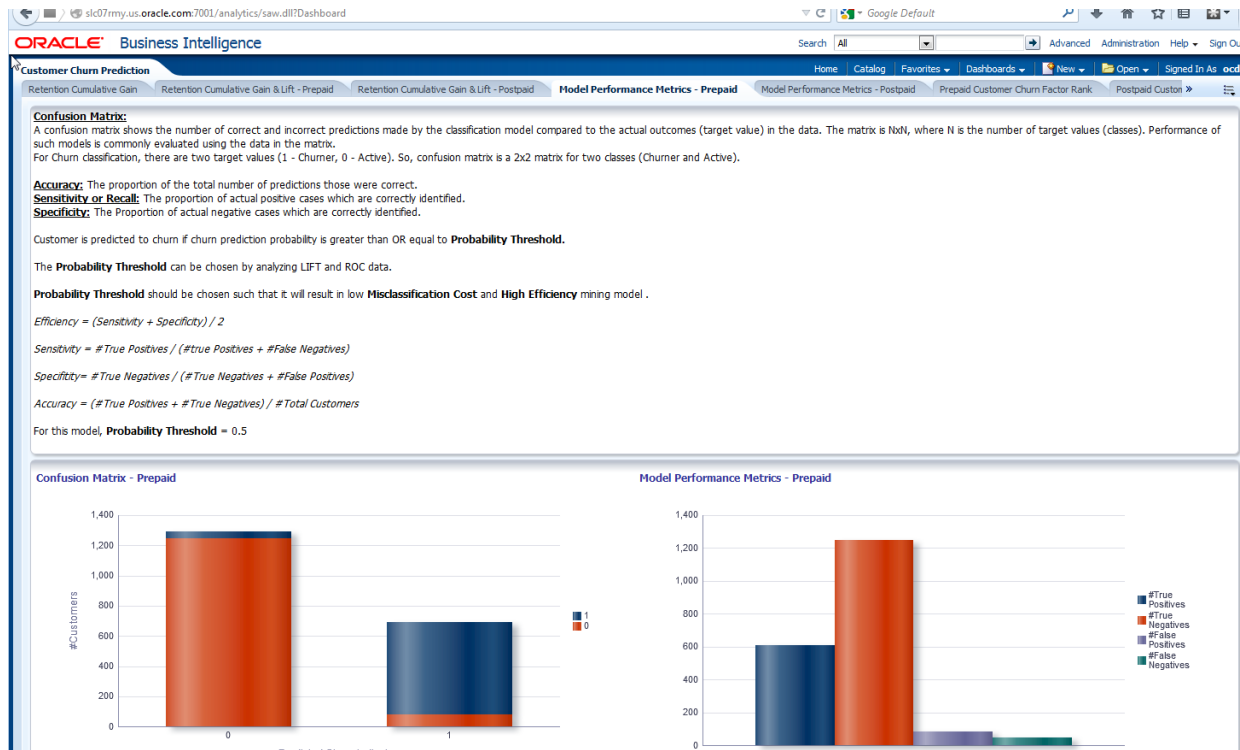 slc07rmy.us.oracle.com:7001/analytics/saw.dll?Dashboard
Google Default
ORACLE Business Intelligence
Search All Advanced Administration Help Sign Ou
Customer Churn Prediction
Home Catalog Favorites Dashboards New Open Signed In As ocd
Retention Cumulative Gain Retention Cumulative Gain & Lift - Prepaid Retention Cumulative Gain & Lift - Postpaid Model Performance Metrics - Prepaid Model Performance Metrics - Postpaid Prepaid Customer Churn Factor Rank Postpaid Custon »
Confusion Matrix:
A confusion matrix shows the number of correct and incorrect predictions made by the classification model compared to the actual outcomes (target value) in the data. The matrix is NxN, where N is the number of target values (classes). Performance of
such models is commonly evaluated using the data in the matrix.
For Churn classification, there are two target values (1 - Churner, 0 - Active). So, confusion matrix is a 2x2 matrix for two classes (Churner and Active).
Accuracy: The proportion of the total number of predictions those were correct.
Sensitivity or Recall: The proportion of actual positive cases which are correctly identified.
Specificity: The Proportion of actual negative cases which are correctly identified.
Customer is predicted to churn if churn prediction probability is greater than OR equal to Probability Threshold.
The Probability Threshold can be chosen by analyzing LIFT and ROC data.
Probability Threshold should be chosen such that it will result in low Misclassification Cost and High Efficiency mining model .
Efficiency = (Sensitivity + Specificity) / 2
Sensitivity = #True Positives / (#true Positives + #False Negatives)
Specifitity= #True Negatives / (#True Negatives + #False Positives)
Accuracy = (#True Positives + #True Negatives) / #Total Customers
For this model, Probability Threshold = 0.5
Confusion Matrix - Prepaid
1,400
1,200
1,000
800
600
400
200
0
#Customers
0 1
1
0
Model Performance Metrics - Prepaid
1,400
1,200
1,000
800
600
400
200
0
#True
Positives
#True
Negatives
#False
Positives
#False
Negatives